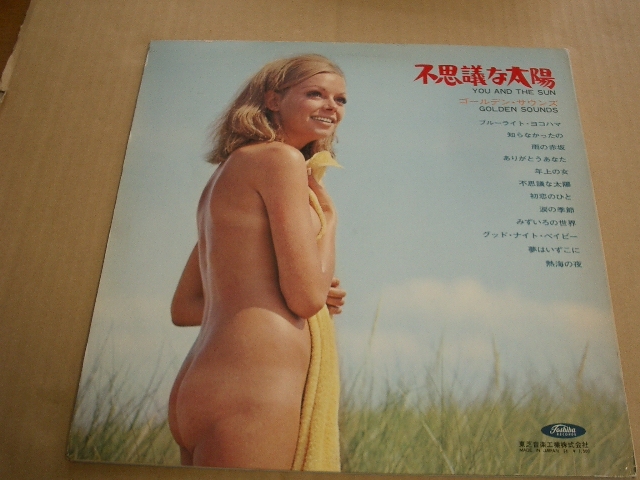 不思議な太陽
YOU AND THE SUN
ゴールデン・サウンズ
GOLDEN SOUNDS
ブルーライト・ヨコハマ
知らなかったの
雨の赤坂
ありがとうあなた
年上の女
不思議な太陽
初恋のひと
涙の季節
みずいろの世界
グッド・ナイト・ベイビー
夢はいずこに
熱海の夜
Toshiba
RECORDS
東芝音楽工業株式会社
MADE IN JAPAN